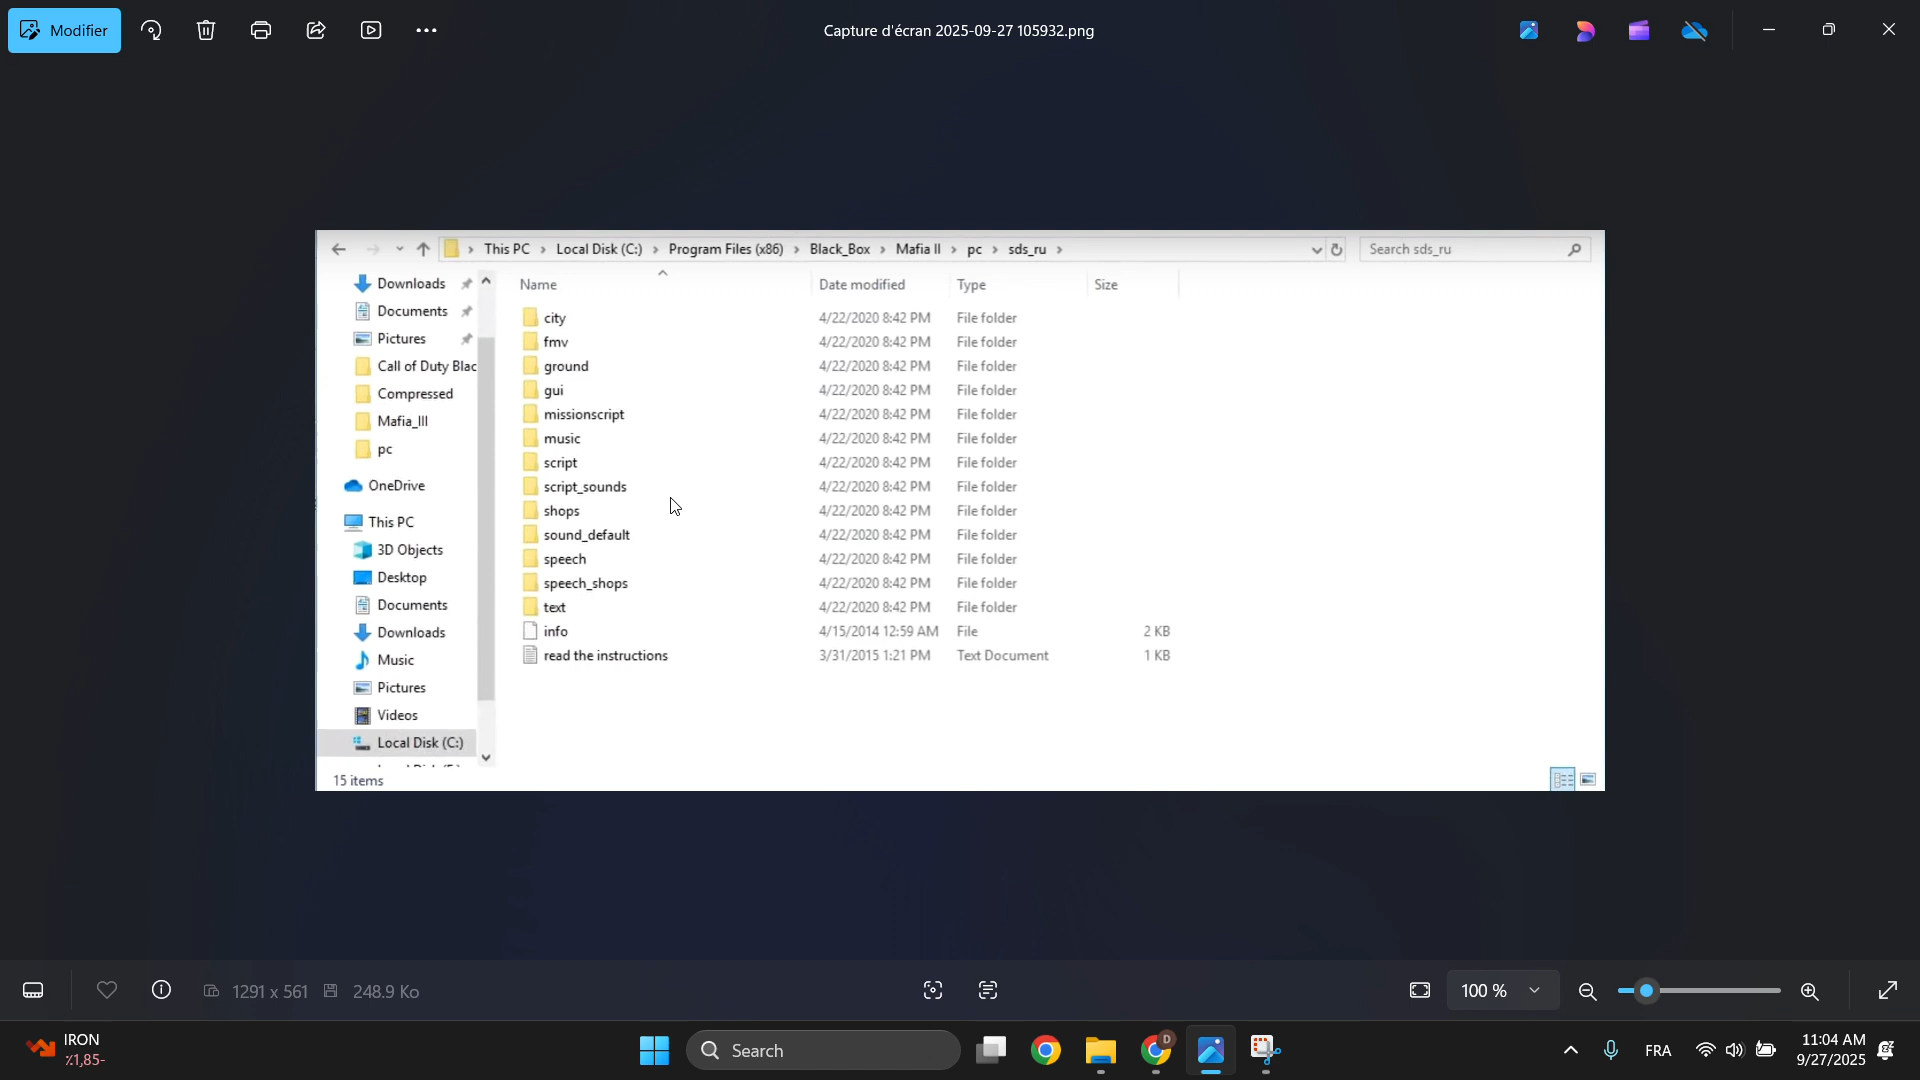 Modifier
Capture d'écran 2025-09-27 105932.png
This PC > Local Disk (C:) > Program Files (x86) > Black_Box > Mafia II > pc > sds_ru >
Search sds_ru
Downloads
Documents
Pictures
Call of Duty Blac
Compressed
Mafia_III
pc
OneDrive
This PC
3D Objects
Desktop
Documents
Downloads
Music
Pictures
Videos
Local Disk (C:)
Name Date modified Type Size
city 4/22/2020 8:42 PM File folder
fmv 4/22/2020 8:42 PM File folder
ground 4/22/2020 8:42 PM File folder
gui 4/22/2020 8:42 PM File folder
missionscript 4/22/2020 8:42 PM File folder
music 4/22/2020 8:42 PM File folder
script 4/22/2020 8:42 PM File folder
script_sounds 4/22/2020 8:42 PM File folder
shops 4/22/2020 8:42 PM File folder
sound_default 4/22/2020 8:42 PM File folder
speech 4/22/2020 8:42 PM File folder
speech_shops 4/22/2020 8:42 PM File folder
text 4/22/2020 8:42 PM File folder
info 4/15/2014 12:59 AM File 2 KB
read the instructions 3/31/2015 1:21 PM Text Document 1 KB
15 items
1291 x 561 248.9 Ko
100 %
IRON
٪1,85-
Search
D
FRA
11:04 AM
9/27/2025